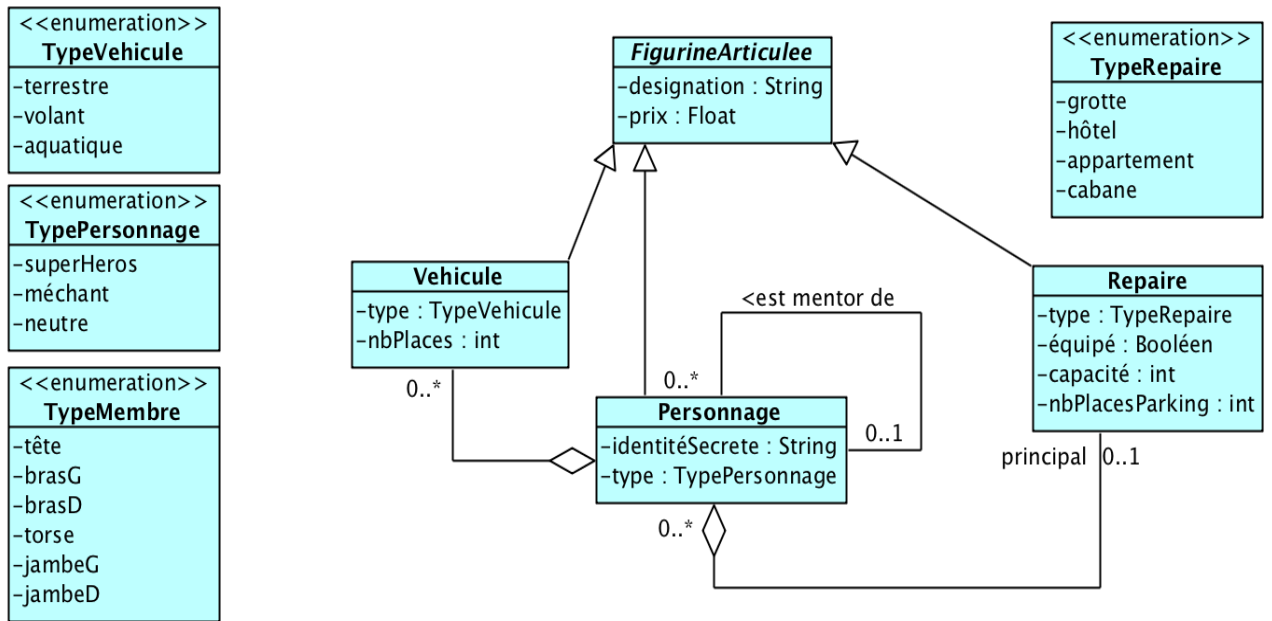 <<enumeration>>
TypeVehicule
-terrestre
-volant
-aquatique
<<enumeration>>
TypePersonnage
-superHeros
-méchant
-neutre
<<enumeration>>
TypeMembre
-tête
-brasG
-brasD
-torse
-jambeG
-jambeD
FigurineArticulee
-designation : String
-prix : Float
<<enumeration>>
TypeRepaire
-grotte
-hôtel
-appartement
-cabane
Vehicule
-type : TypeVehicule
-nbPlaces : int
0..*
<est mentor de
0..*
0..1
Personnage
-identitéSecrete : String
-type : TypePersonnage
0..*
Repaire
-type : TypeRepaire
-équipé : Booléen
-capacité : int
-nbPlacesParking : int
principal 0..1